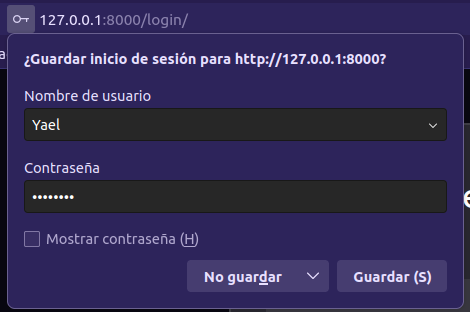 127.0.0.1:8000/login/
¿Guardar inicio de sesión para http://127.0.0.1:8000?
Nombre de usuario
Yael
Contraseña
••••••••
Mostrar contraseña (H)
No guardar
Guardar (S)